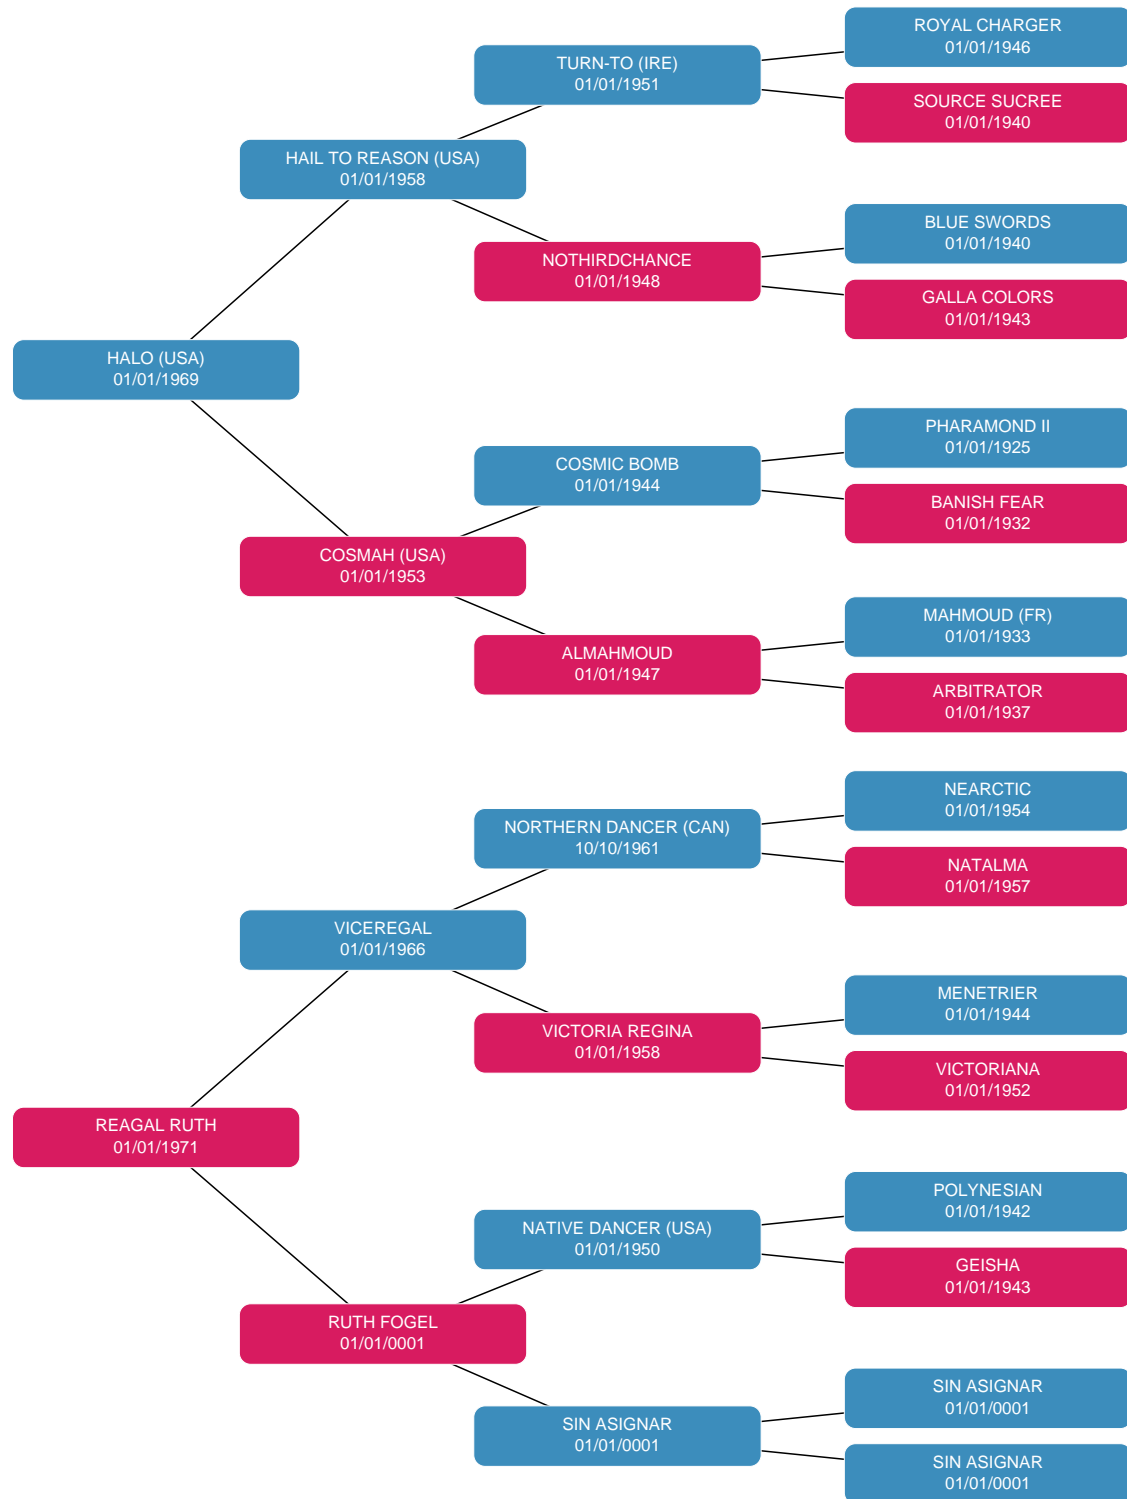 ROYAL CHARGER
01/01/1946
TURN-TO (IRE)
01/01/1951
SOURCE SUCREE
01/01/1940
HAIL TO REASON (USA)
01/01/1958
BLUE SWORDS
01/01/1940
NOTHIRDCHANCE
01/01/1948
GALLA COLORS
01/01/1943
HALO (USA)
01/01/1969
PHARAMOND II
01/01/1925
COSMIC BOMB
01/01/1944
BANISH FEAR
01/01/1932
COSMAH (USA)
01/01/1953
MAHMOUD (FR)
01/01/1933
ALMAHMOUD
01/01/1947
ARBITRATOR
01/01/1937
NEARCTIC
01/01/1954
NORTHERN DANCER (CAN)
10/10/1961
NATALMA
01/01/1957
VICEREGAL
01/01/1966
MENETRIER
01/01/1944
VICTORIA REGINA
01/01/1958
VICTORIANA
01/01/1952
REAGAL RUTH
01/01/1971
POLYNESIAN
01/01/1942
NATIVE DANCER (USA)
01/01/1950
GEISHA
01/01/1943
RUTH FOGEL
01/01/0001
SIN ASIGNAR
01/01/0001
SIN ASIGNAR
01/01/0001
SIN ASIGNAR
01/01/0001